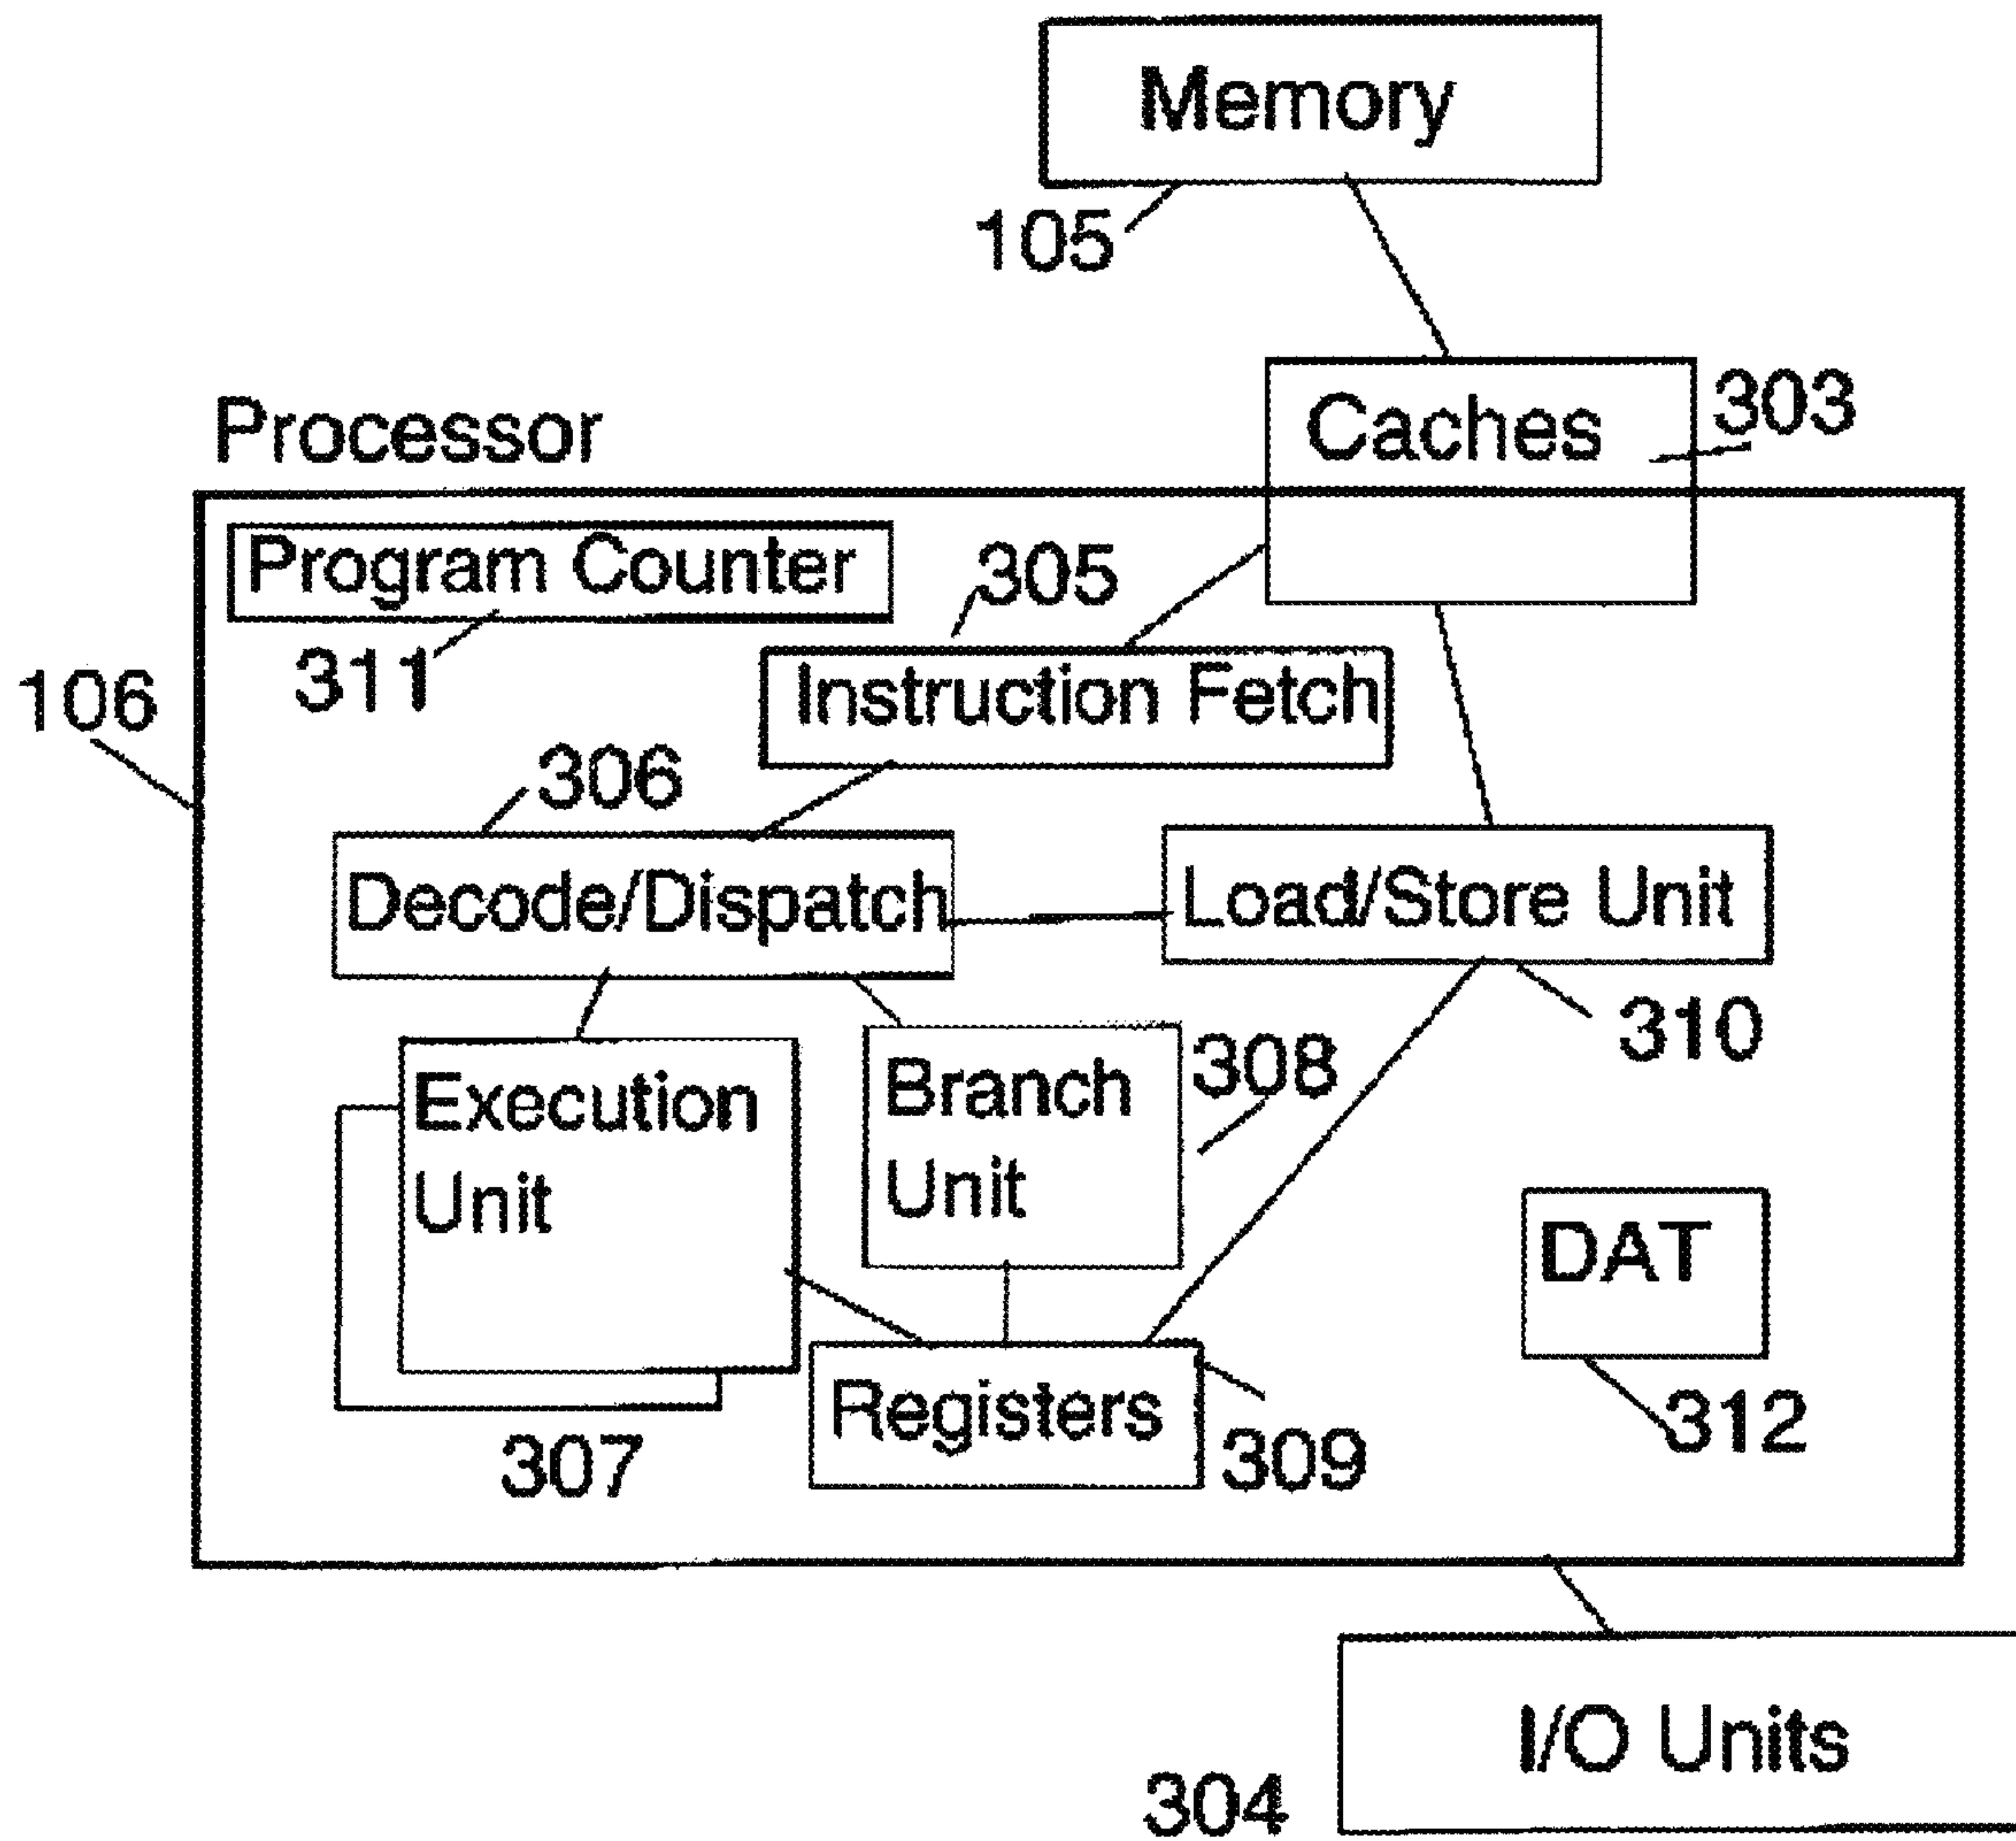 Memory
105
Caches
303
Processor
Program Counter
305
311
Instruction Fetch
106
306
Decode/Dispatch
Load/Store Unit
310
Execution
Unit
Branch
Unit
308
DAT
312
Registers
307
309
I/O Units
304